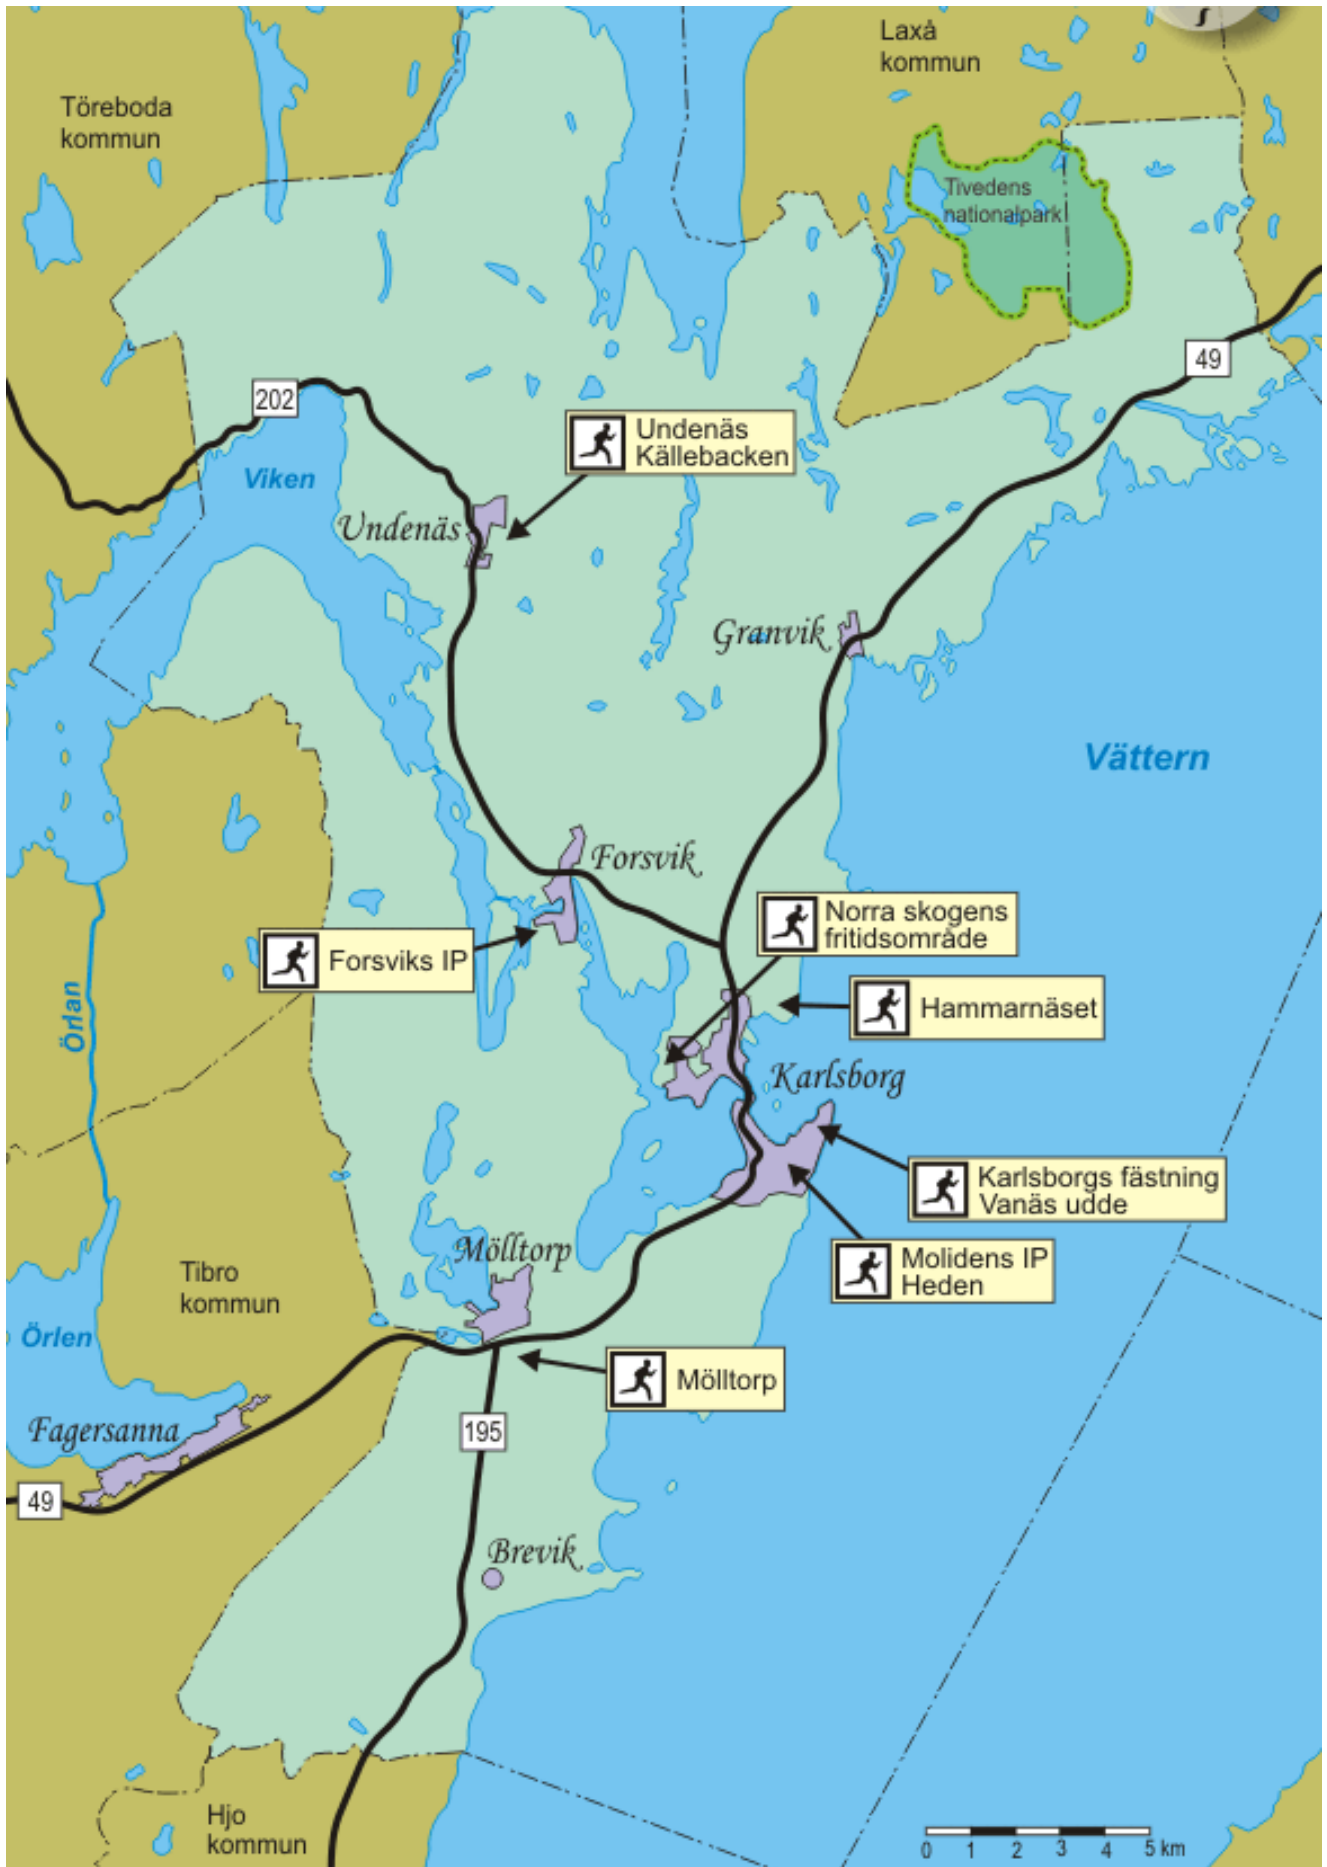 Laxå
kommun
Töreboda
kommun
Tivedens
nationalpark
49
202
Undenäs
Källebacken
Viken
Undenäs
Granvik
Vättern
Forsvik
Norra skogens
fritidsområde
Forsviks IP
Hammarnäset
Örlan
Karlsborg
Karlsborgs fästning
Vanäs udde
Mölltorp
Molidens IP
Heden
Tibro
kommun
Örlen
Mölltorp
Fagersanna
195
49
Brevik
Hjo
kommun
0 1 2 3 4 5 km